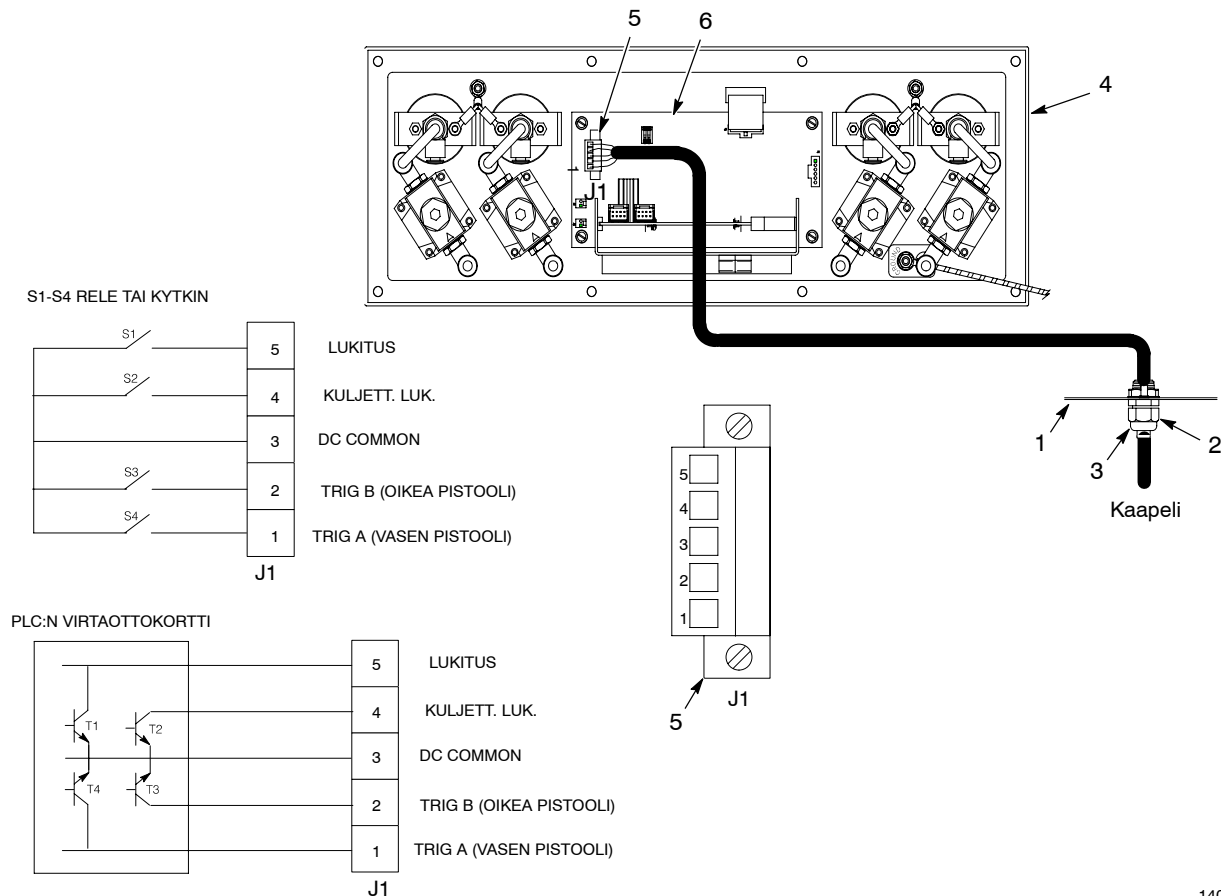 5
6
4
J1
S1-S4 RELE TAI KYTKIN
S1
5 LUKITUS
S2
4 KULJETT. LUK.
3 DC COMMON
S3
2 TRIG B (OIKEA PISTOOLI)
S4
1 TRIG A (VASEN PISTOOLI)
J1
1
2
3
Kaapeli
5
4
3
2
1
5
J1
PLC:N VIRTAOTTOKORTTI
5 LUKITUS
T1
T2
4 KULJETT. LUK.
3 DC COMMON
T4
T3
2 TRIG B (OIKEA PISTOOLI)
1 TRIG A (VASEN PISTOOLI)
J1